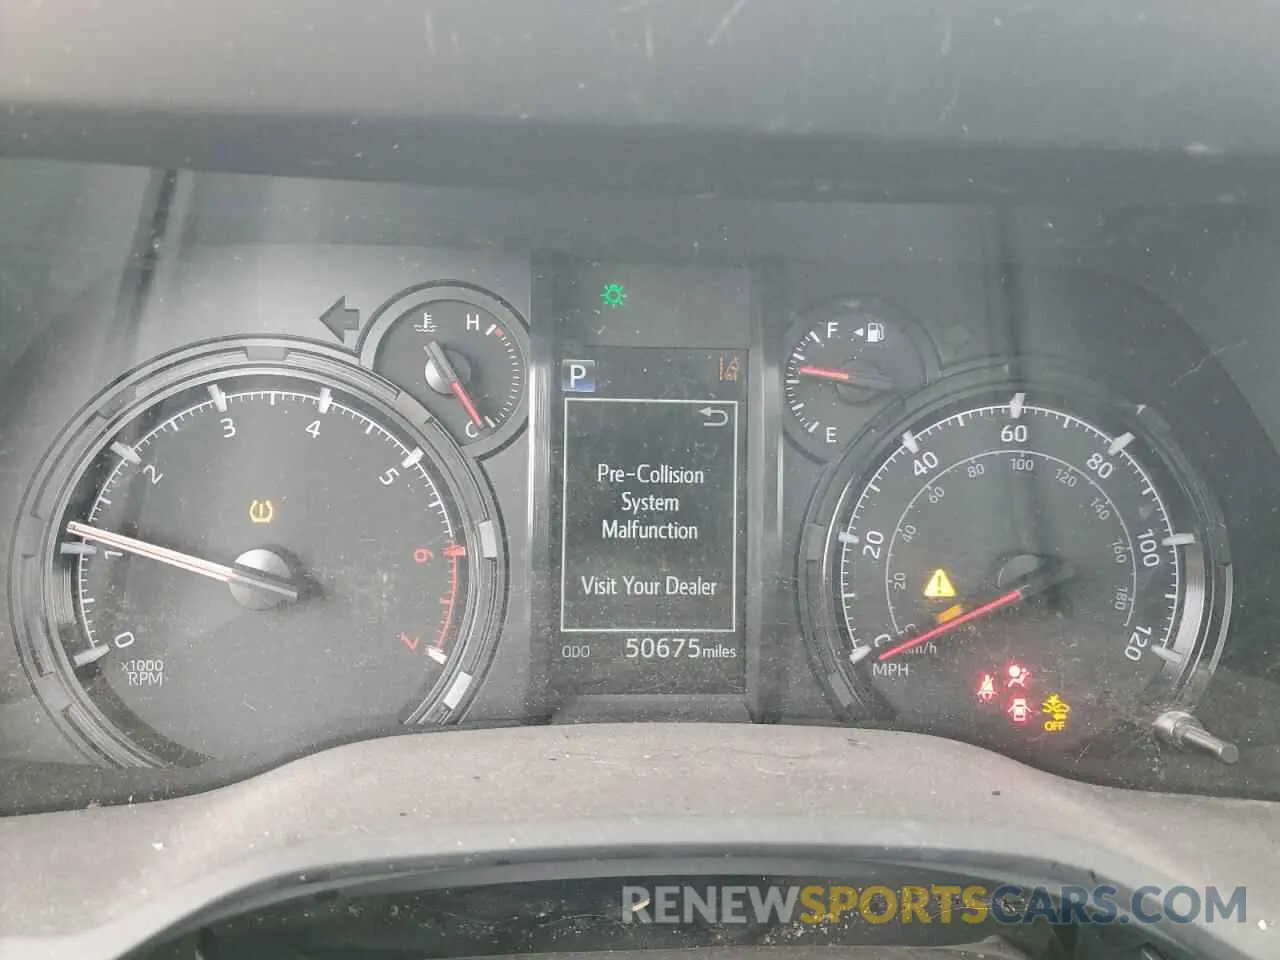 H
C
F
E
P
Pre-Collision
System
Malfunction
Visit Your Dealer
ODO 50675 miles
0 1 2 3 4 5 6 7
x1000
RPM
20 40 60 80 100 120
20 40 60 80 100 120 140 160 180
km/h
MPH
OFF
RENEWSPORTSCARS.COM